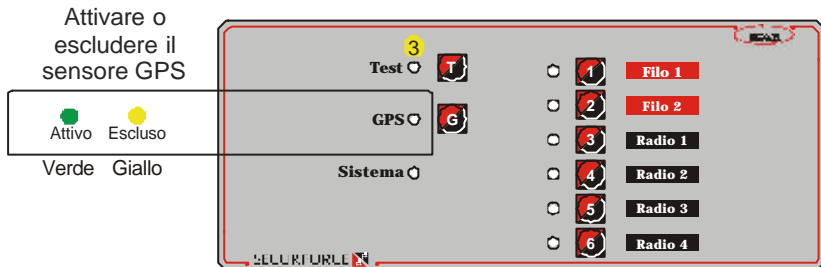 Attivare o
escludere il
sensore GPS
Attivo Escluso
Verde Giallo
3
Test T
GPS G
Sistema
1 Filo 1
2 Filo 2
3 Radio 1
4 Radio 2
5 Radio 3
6 Radio 4
SECURFORCE